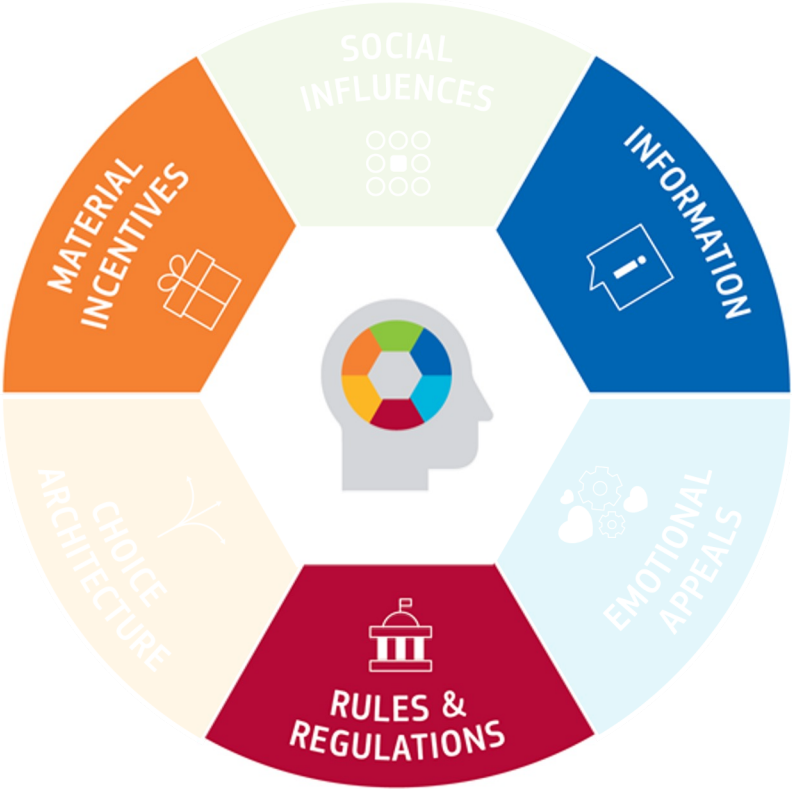 SOCIAL
INFLUENCES
INFORMATION
EMOTIONAL
APPEALS
RULES &
REGULATIONS
CHOICE
ARCHITECTURE
MATERIAL
INCENTIVES